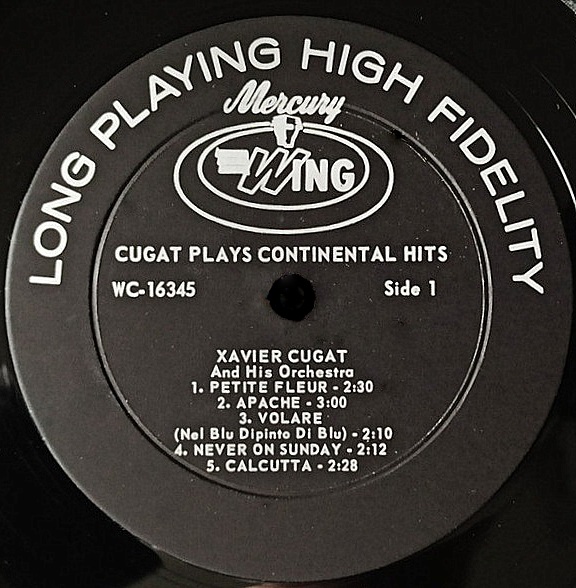 LONG PLAYING HIGH FIDELITY
Mercury
WING
CUGAT PLAYS CONTINENTAL HITS
WC-16345 Side 1
XAVIER CUGAT
And His Orchestra
1. PETITE FLEUR - 2:30
2. APACHE - 3:00
3. VOLARE
(Nel Blu Dipinto Di Blu) - 2:10
4. NEVER ON SUNDAY - 2:12
5. CALCUTTA - 2:28